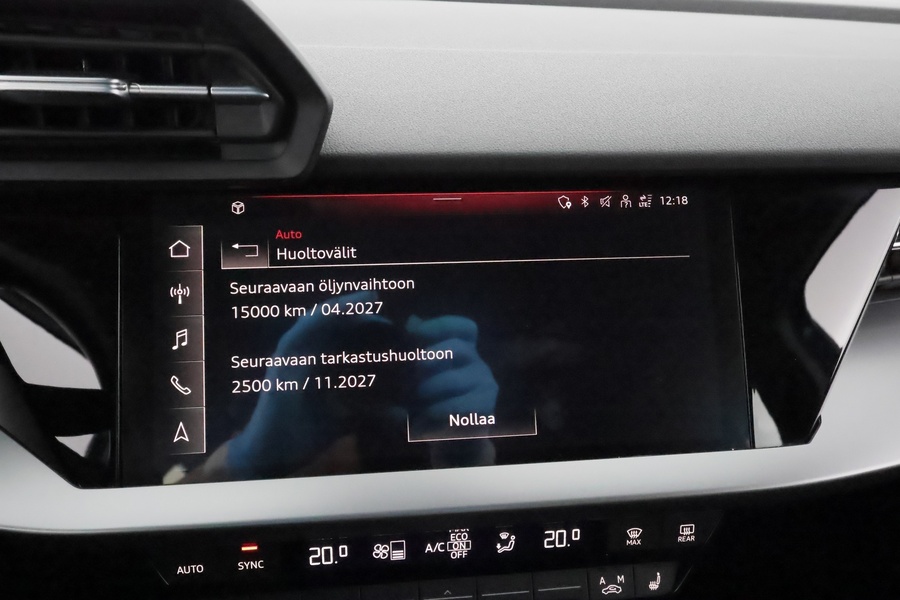 12:18
Auto
Huoltovälit
Seuraavaan öljynvaihtoon
15000 km / 04.2027
Seuraavaan tarkastushuoltoon
2500 km / 11.2027
Nollaa
AUTO
SYNC
20.0
A/C
MAX
ECO
ON
OFF
20.0
MAX
REAR
A M